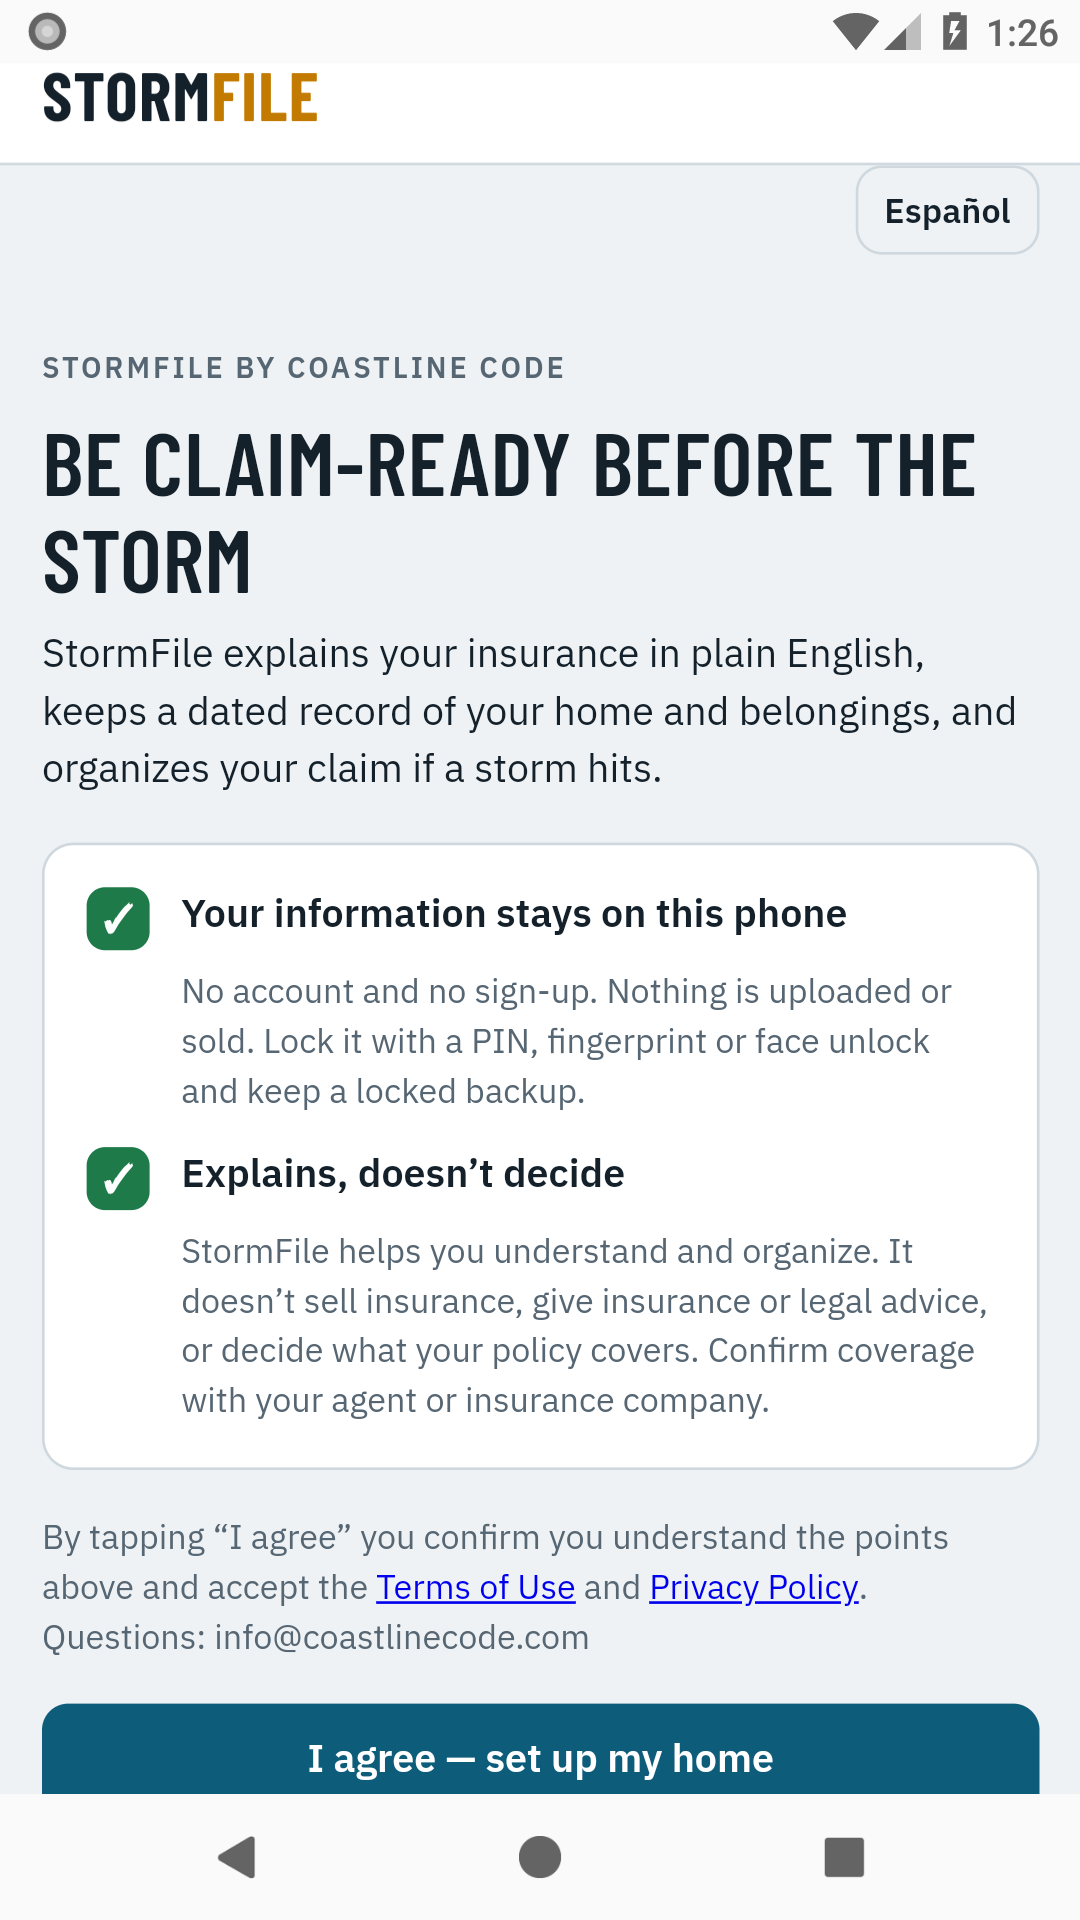 1:26
STORMFILE
Español
STORMFILE BY COASTLINE CODE
BE CLAIM-READY BEFORE THE
STORM
StormFile explains your insurance in plain English,
keeps a dated record of your home and belongings, and
organizes your claim if a storm hits.
Your information stays on this phone
No account and no sign-up. Nothing is uploaded or
sold. Lock it with a PIN, fingerprint or face unlock
and keep a locked backup.
Explains, doesn’t decide
StormFile helps you understand and organize. It
doesn’t sell insurance, give insurance or legal advice,
or decide what your policy covers. Confirm coverage
with your agent or insurance company.
By tapping “I agree” you confirm you understand the points
above and accept the Terms of Use and Privacy Policy.
Questions: info@coastlinecode.com
I agree — set up my home